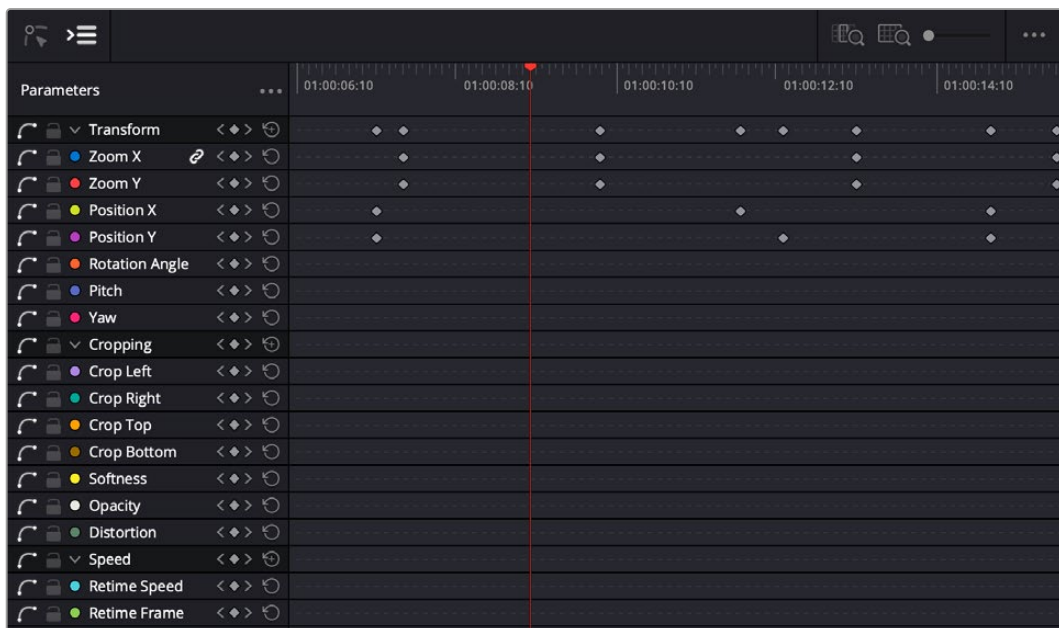 Parameters
01:00:06:10 01:00:08:10 01:00:10:10 01:00:12:10 01:00:14:10
Transform
Zoom X
Zoom Y
Position X
Position Y
Rotation Angle
Pitch
Yaw
Cropping
Crop Left
Crop Right
Crop Top
Crop Bottom
Softness
Opacity
Distortion
Speed
Retime Speed
Retime Frame